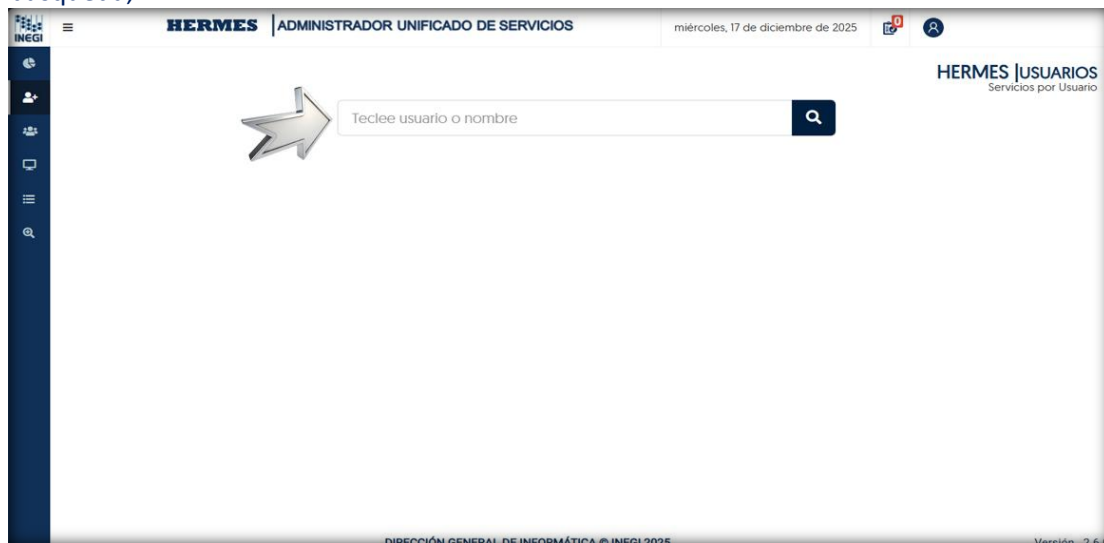 INEGI
HERMES | ADMINISTRADOR UNIFICADO DE SERVICIOS
miércoles, 17 de diciembre de 2025
0
HERMES | USUARIOS
Servicios por Usuario
Teclee usuario o nombre
DIRECCIÓN GENERAL DE INFORMÁTICA © INEGI 2025
Versión